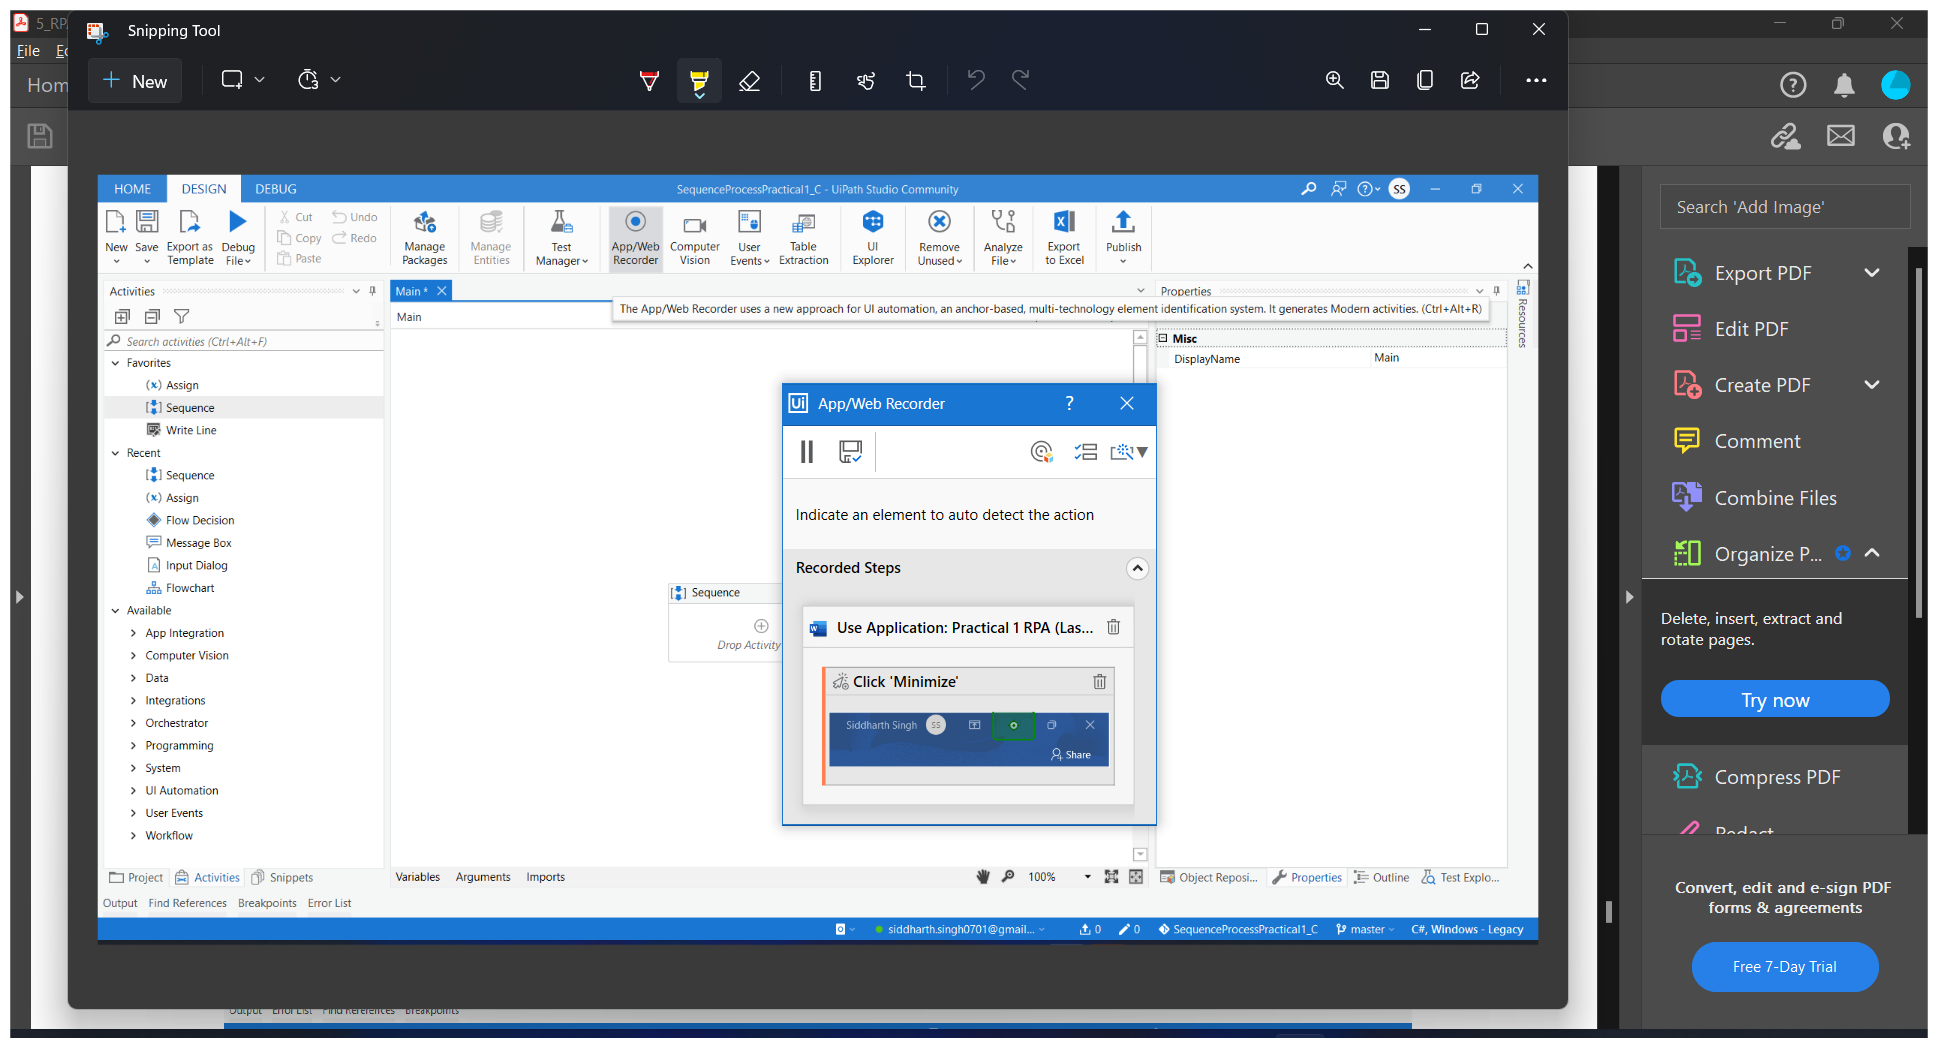 5_RP
File Ed
Hom
Snipping Tool
New
HOME DESIGN DEBUG
SequenceProcessPractical1_C - UiPath Studio Community
SS
New
Save
Export as Template
Debug File
Cut
Copy
Paste
Undo
Redo
Manage Packages
Manage Entities
Test Manager
App/Web Recorder
Computer Vision
User Events
Table Extraction
UI Explorer
Remove Unused
Analyze File
Export to Excel
Publish
Activities
Main *
Properties
Resources
The App/Web Recorder uses a new approach for UI automation, an anchor-based, multi-technology element identification system. It generates Modern activities. (Ctrl+Alt+R)
Main
Search activities (Ctrl+Alt+F)
Favorites
Assign
Sequence
Write Line
Recent
Sequence
Assign
Flow Decision
Message Box
Input Dialog
Flowchart
Available
App Integration
Computer Vision
Data
Integrations
Orchestrator
Programming
System
UI Automation
User Events
Workflow
Sequence
Drop Activity
Misc
DisplayName Main
Ui App/Web Recorder ?
Indicate an element to auto detect the action
Recorded Steps
Use Application: Practical 1 RPA (Las...
Click 'Minimize'
Siddharth Singh SS
Share
Project Activities Snippets
Variables Arguments Imports
100%
Object Reposi... Properties Outline Test Explo...
Output Find References Breakpoints Error List
siddharth.singh0701@gmail... 0 0 SequenceProcessPractical1_C master C#, Windows - Legacy
Output Error List Find References Breakpoints
Search 'Add Image'
Export PDF
Edit PDF
Create PDF
Comment
Combine Files
Organize P...
Delete, insert, extract and
rotate pages.
Try now
Compress PDF
Redact
Convert, edit and e-sign PDF
forms & agreements
Free 7-Day Trial